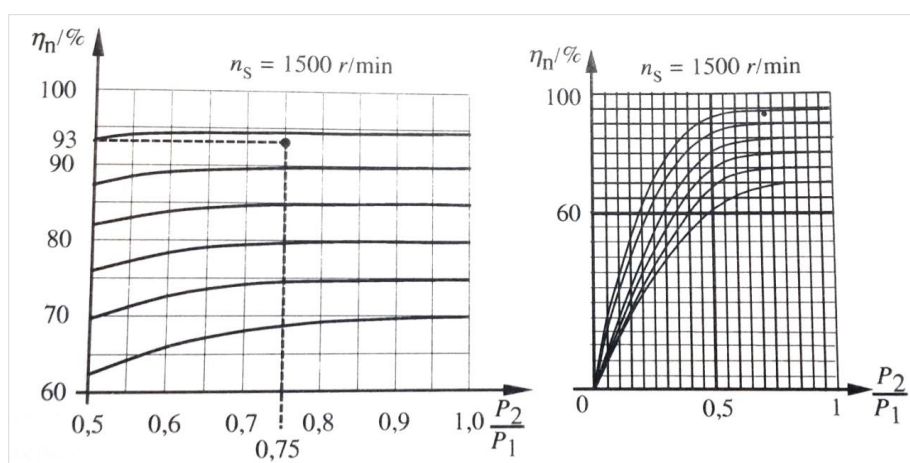 ηn/%
nS = 1500 r/min
100
93
90
80
70
60
0,5 0,6 0,7 0,8 0,9 1,0 P2/P1
0,75
ηn/%
nS = 1500 r/min
100
60
0 0,5 1 P2/P1